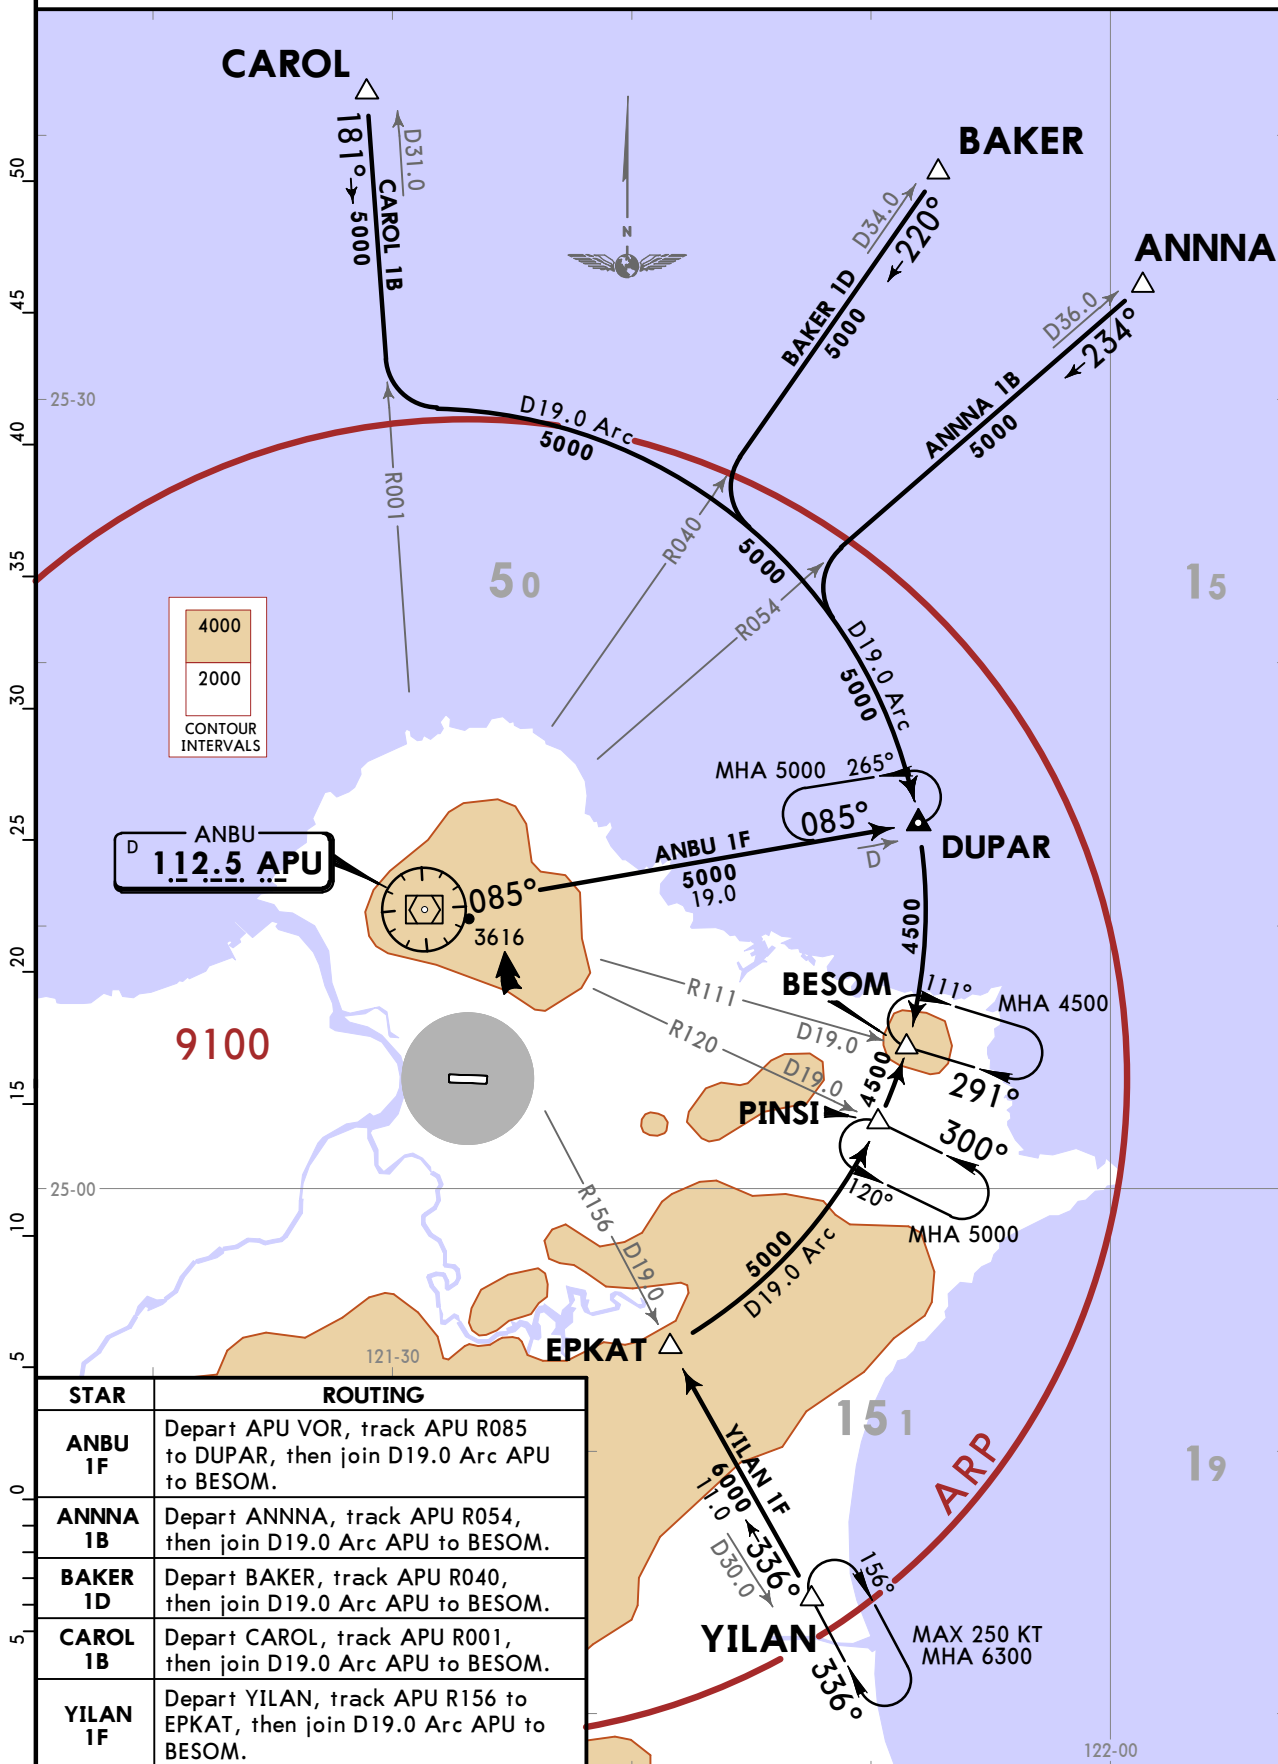 CAROL
181°
5000
CAROL 1B
D31.0
N
BAKER
D34.0
220°
BAKER 1D
5000
ANNNA
D36.0
234°
ANNNA 1B
5000
50
45
40
35
30
25
20
15
10
5
0
5
25-30
D19.0 Arc
5000
R001
R040
R054
5000
50
15
D19.0 Arc
5000
4000
2000
CONTOUR
INTERVALS
MHA 5000
265°
085°
D
DUPAR
ANBU
D
112.5 APU
ANBU 1F
5000
19.0
085°
3616
4500
BESOM
111°
MHA 4500
R111
D19.0
R120
D19.0
291°
4500
PINSI
300°
120°
MHA 5000
9100
25-00
R156
D19.0
5000
D19.0 Arc
EPKAT
121-30
151
19
ARP
YILAN 1F
6000
11.0
336°
D30.0
156°
YILAN
MAX 250 KT
MHA 6300
336°
122-00
STAR
ROUTING
ANBU
1F
Depart APU VOR, track APU R085
to DUPAR, then join D19.0 Arc APU
to BESOM.
ANNNA
1B
Depart ANNNA, track APU R054,
then join D19.0 Arc APU to BESOM.
BAKER
1D
Depart BAKER, track APU R040,
then join D19.0 Arc APU to BESOM.
CAROL
1B
Depart CAROL, track APU R001,
then join D19.0 Arc APU to BESOM.
YILAN
1F
Depart YILAN, track APU R156 to
EPKAT, then join D19.0 Arc APU to
BESOM.